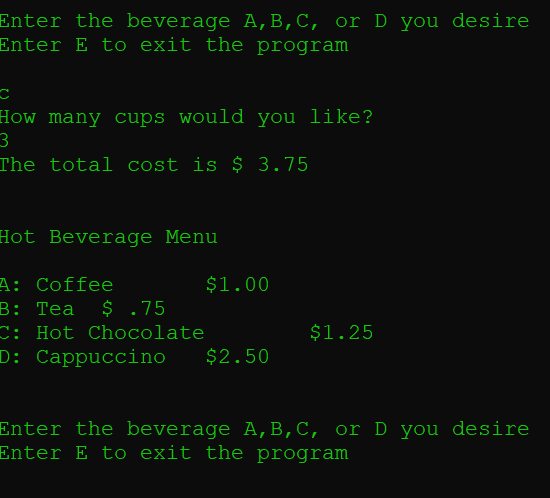 Enter the beverage A,B,C, or D you desire
Enter E to exit the program
c
How many cups would you like?
3
The total cost is $ 3.75
Hot Beverage Menu
A: Coffee $1.00
B: Tea $ .75
C: Hot Chocolate $1.25
D: Cappuccino $2.50
Enter the beverage A,B,C, or D you desire
Enter E to exit the program